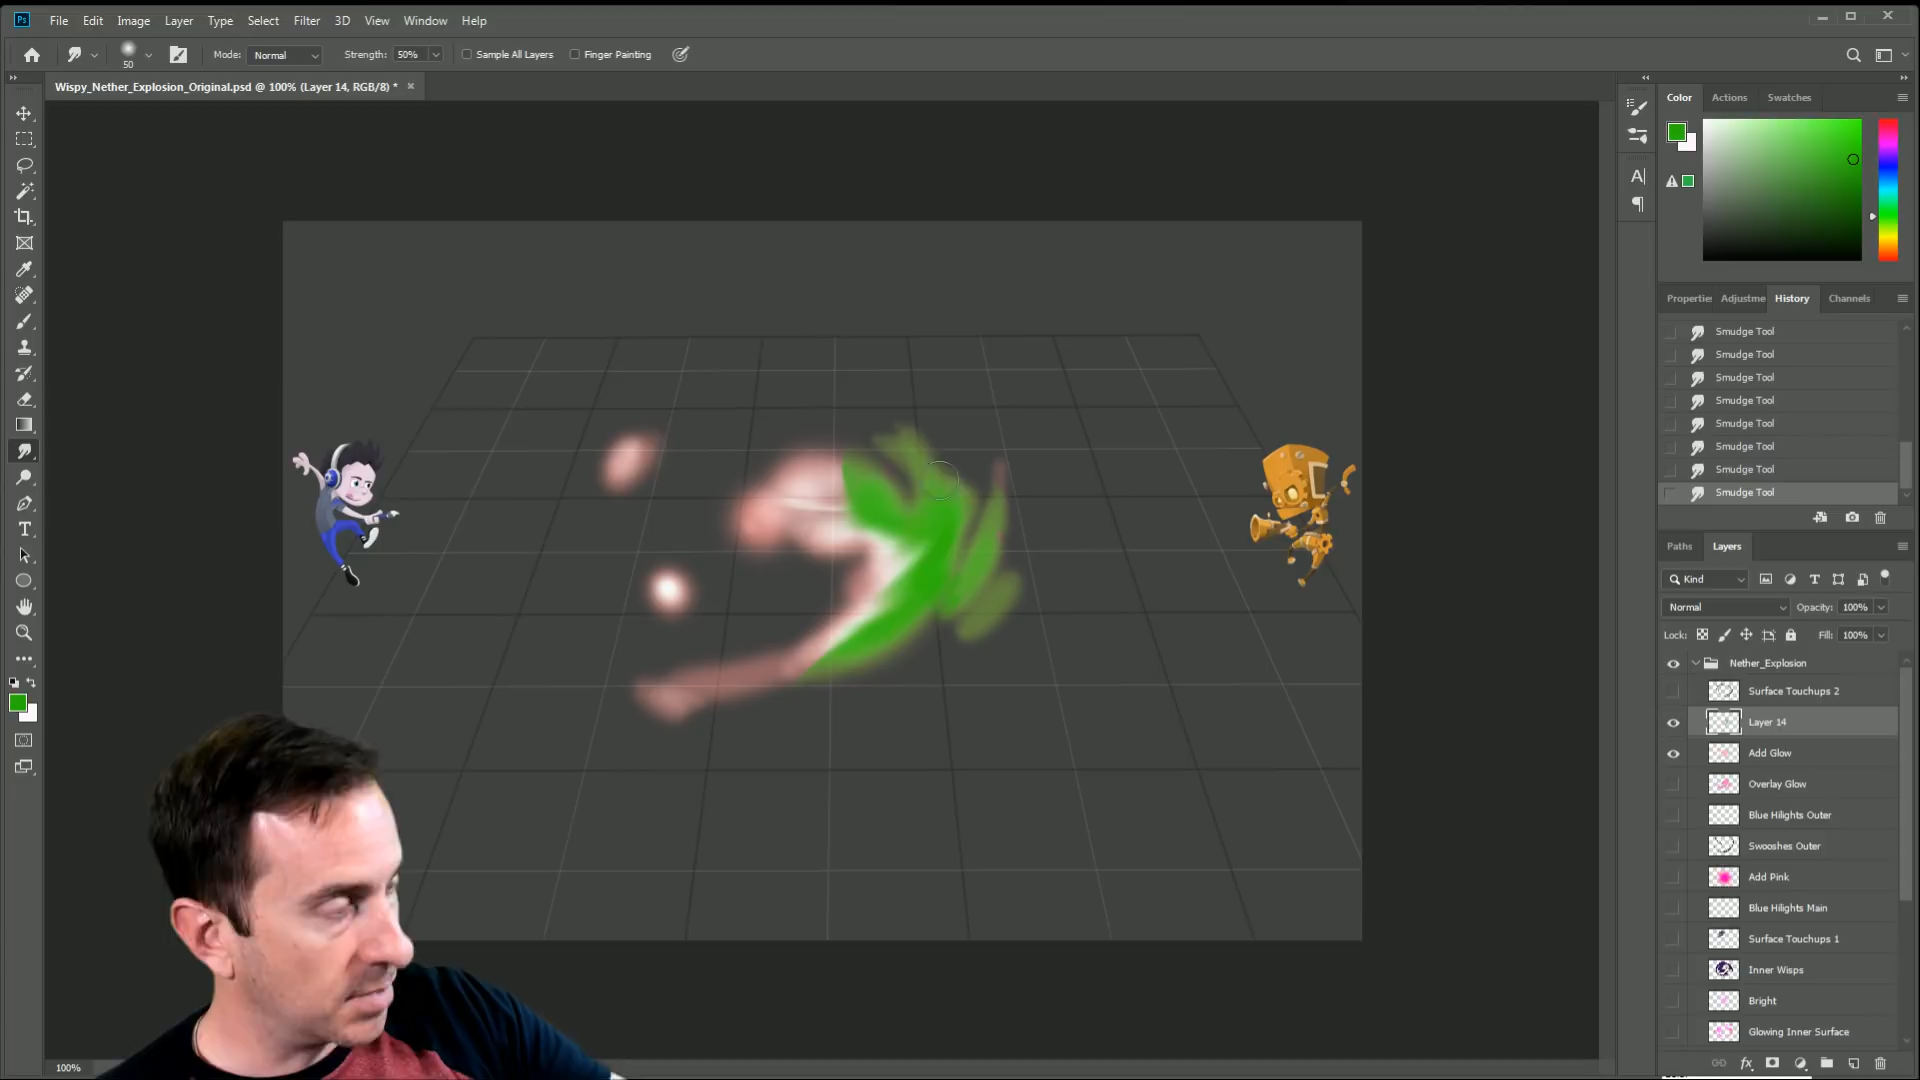 Ps File Edit Image Layer Type Select Filter 3D View Window Help
50 Mode: Normal Strength: 50% Sample All Layers Finger Painting
Wispy_Nether_Explosion_Original.psd @ 100% (Layer 14, RGB/8) * ×
Color Actions Swatches
Propertie Adjustme History Channels
Smudge Tool
Smudge Tool
Smudge Tool
Smudge Tool
Smudge Tool
Smudge Tool
Smudge Tool
Smudge Tool
Paths Layers
Kind
Normal Opacity: 100%
Lock: Fill: 100%
Nether_Explosion
Surface Touchups 2
Layer 14
Add Glow
Overlay Glow
Blue Hilights Outer
Swooshes Outer
Add Pink
Blue Hilights Main
Surface Touchups 1
Inner Wisps
Bright
Glowing Inner Surface
100%